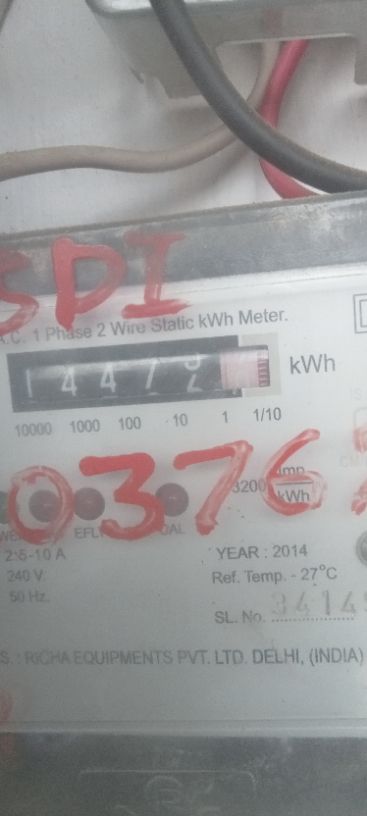 SDI
A.C. 1 Phase 2 Wire Static kWh Meter.
1 4 4 7 kWh
10000 1000 100 10 1 1/10
0376
3200 imp
kWh
EFL CAL
2.5-10 A YEAR : 2014
240 V. Ref. Temp. - 27°C
50 Hz. SL. No. 3414
S. : RICHA EQUIPMENTS PVT. LTD. DELHI, (INDIA)